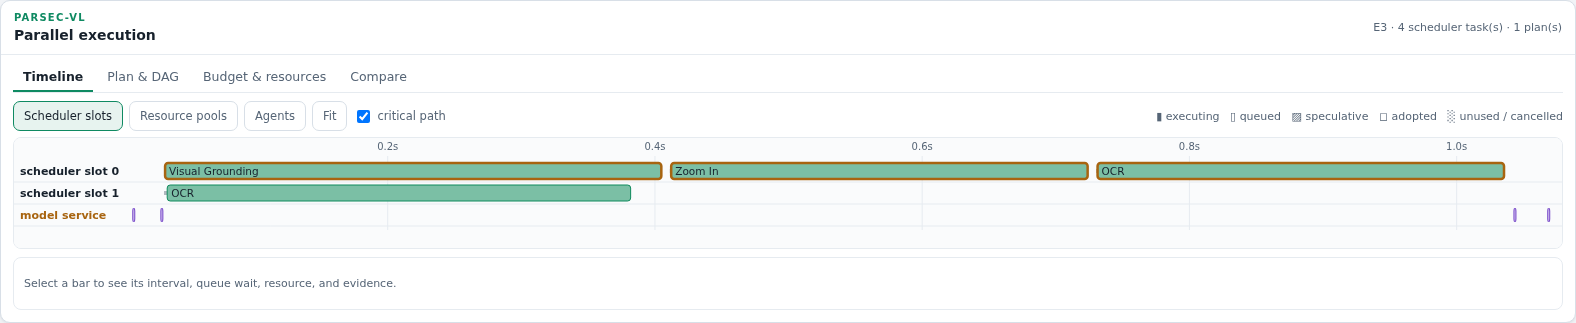 PARSEC-VL
Parallel execution
E3 · 4 scheduler task(s) · 1 plan(s)
Timeline Plan & DAG Budget & resources Compare
Scheduler slots Resource pools Agents Fit critical path executing queued speculative adopted unused / cancelled
0.2s 0.4s 0.6s 0.8s 1.0s
scheduler slot 0 Visual Grounding Zoom In OCR
scheduler slot 1 OCR
model service
Select a bar to see its interval, queue wait, resource, and evidence.